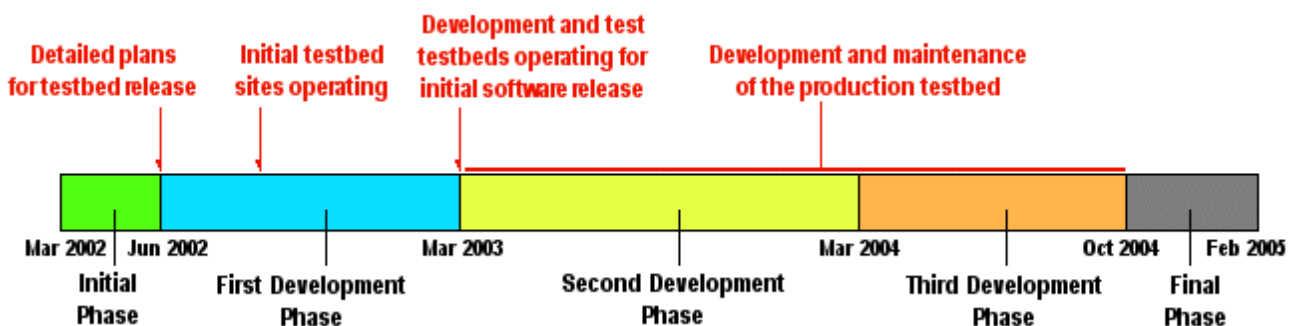 Detailed plans
for testbed release
Initial testbed
sites operating
Development and test
testbeds operating for
initial software release
Development and maintenance
of the production testbed
Mar 2002
Jun 2002
Mar 2003
Mar 2004
Oct 2004
Feb 2005
Initial
Phase
First Development
Phase
Second Development
Phase
Third Development
Phase
Final
Phase